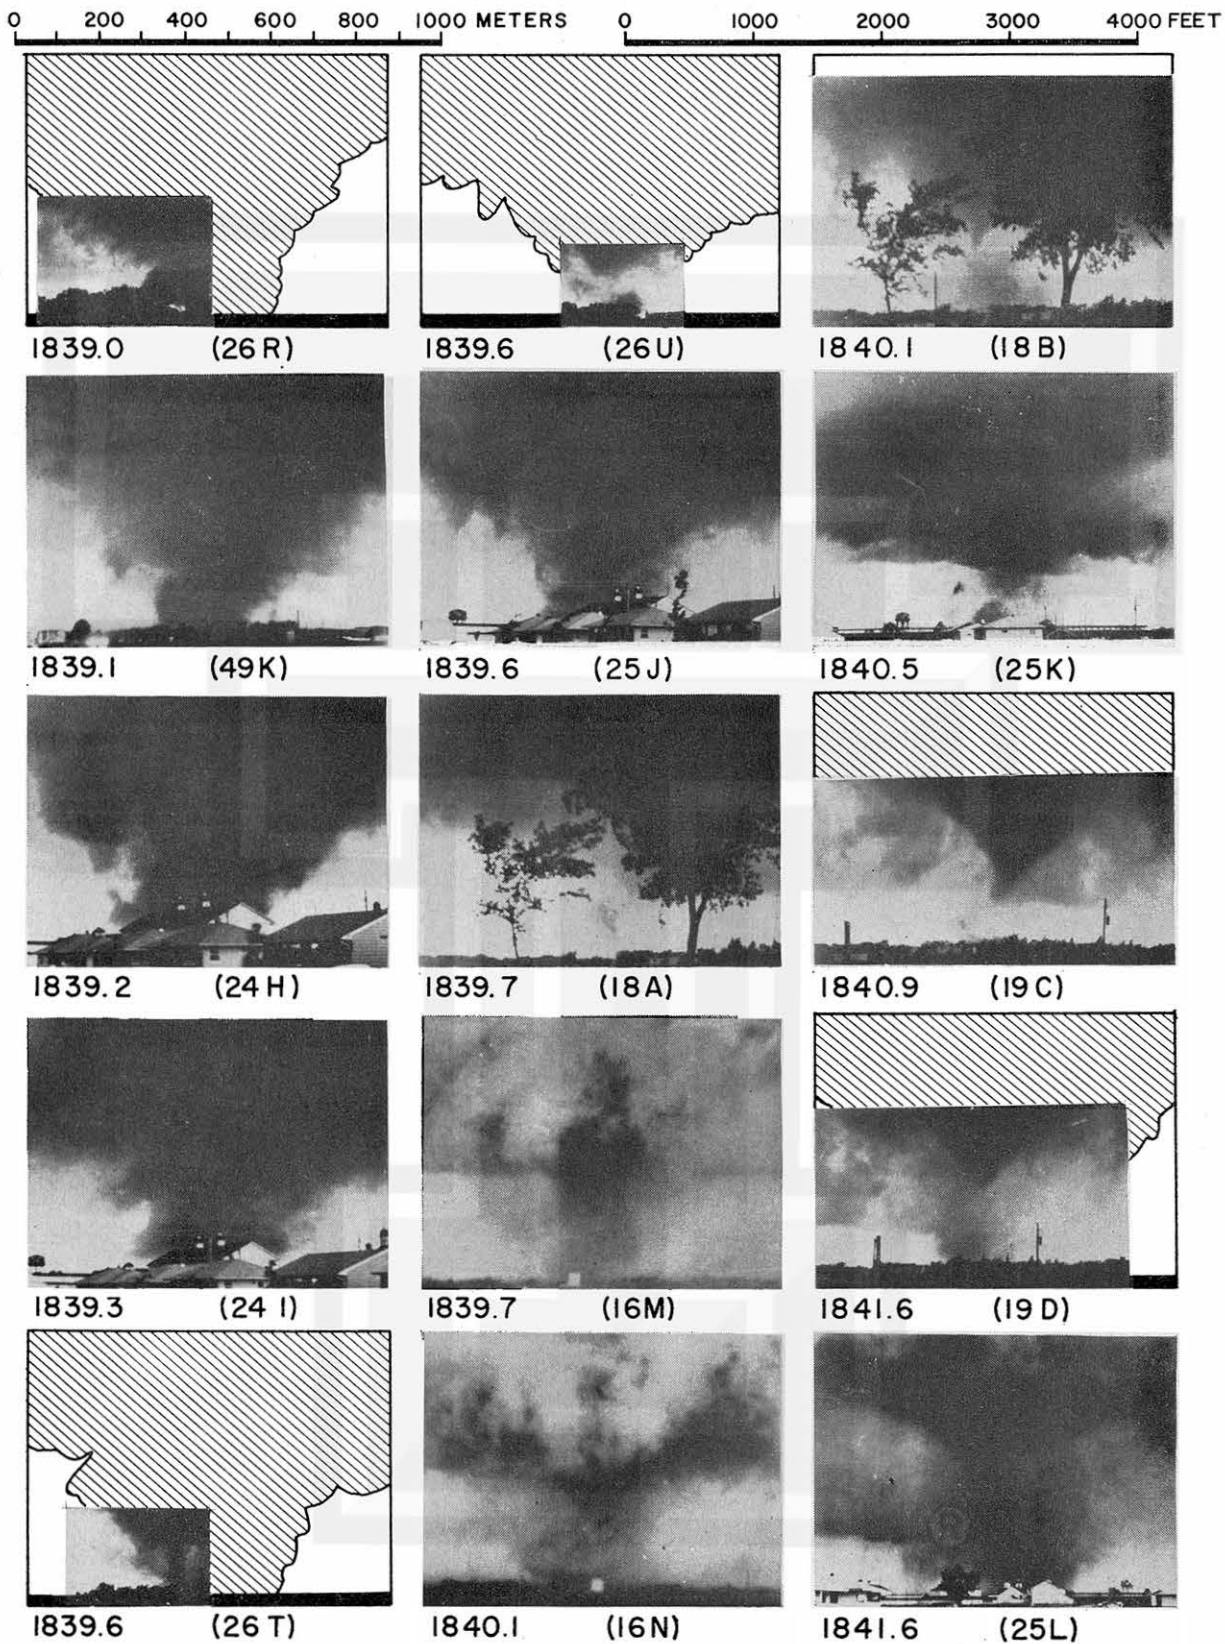 0 200 400 600 800 1000 METERS 0 1000 2000 3000 4000 FEET
1839.0 (26R) 1839.6 (26U) 1840.1 (18B)
1839.1 (49K) 1839.6 (25J) 1840.5 (25K)
1839.2 (24H) 1839.7 (18A) 1840.9 (19C)
1839.3 (24I) 1839.7 (16M) 1841.6 (19D)
1839.6 (26T) 1840.1 (16N) 1841.6 (25L)